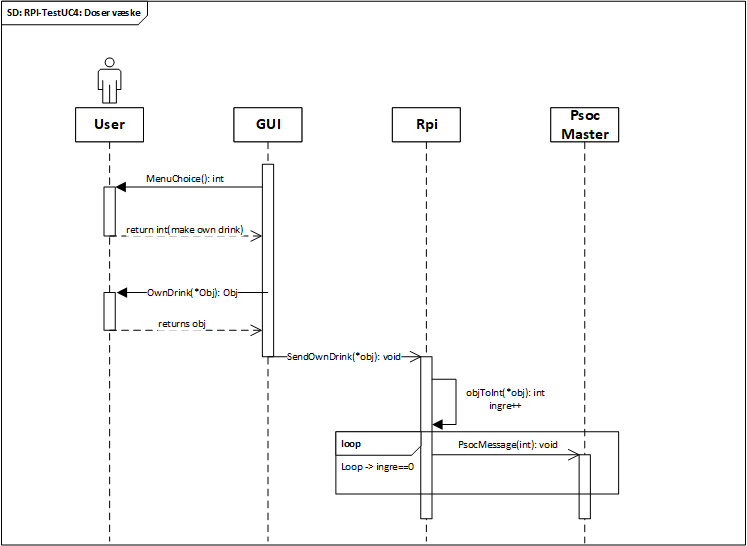 SD: RPI-TestUC4: Doser væske
User
GUI
Rpi
Psoc
Master
MenuChoice(): int
return int(make own drink)
OwnDrink(*Obj): Obj
returns obj
SendOwnDrink(*obj): void
objToInt(*obj): int
ingre++
loop
PsocMessage(int): void
Loop -> ingre==0